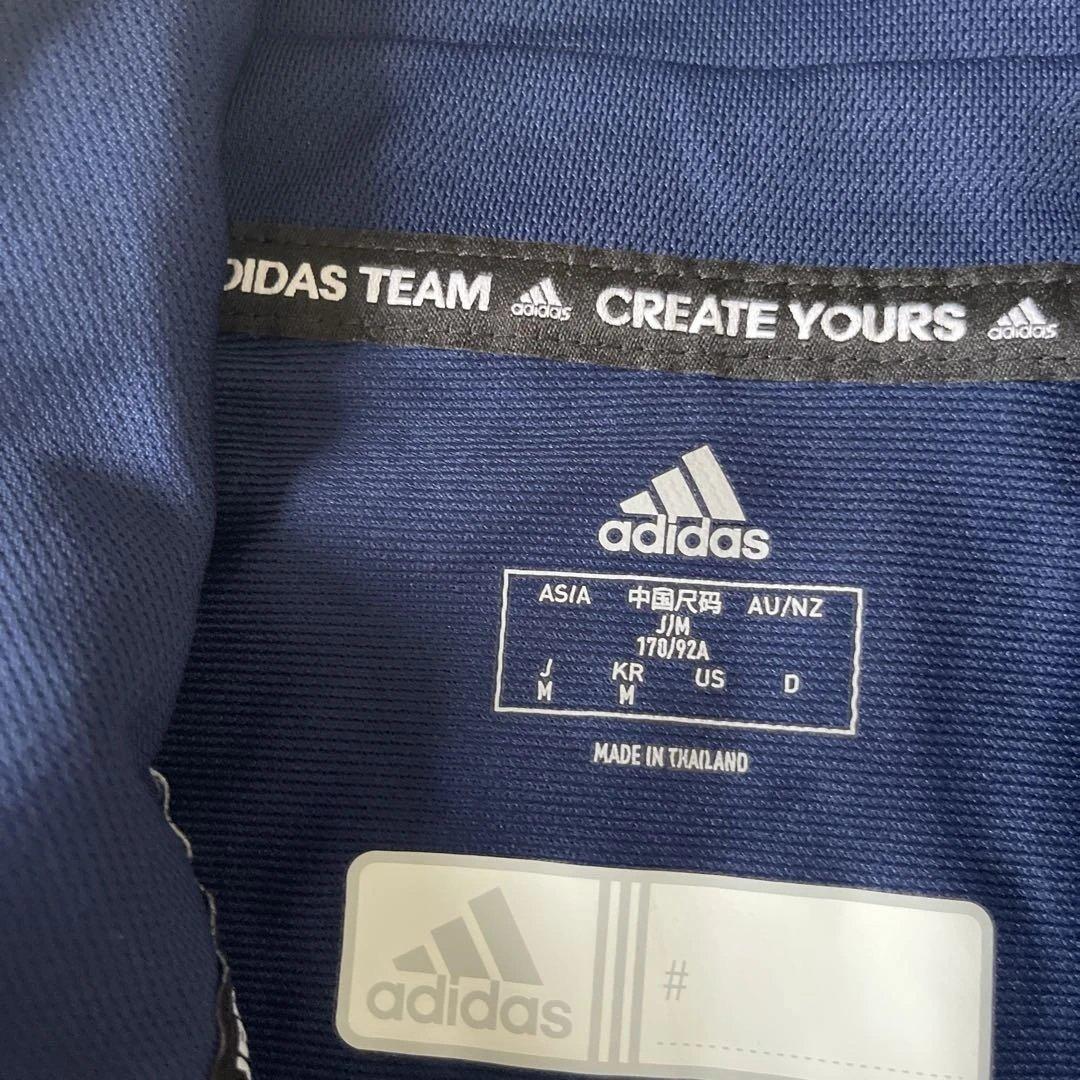 DIDAS TEAM adidas CREATE YOURS adidas
adidas
AS/A 中国尺码 AU/NZ
J/M
170/92A
J KR US D
M M
MADE IN THAILAND
adidas #